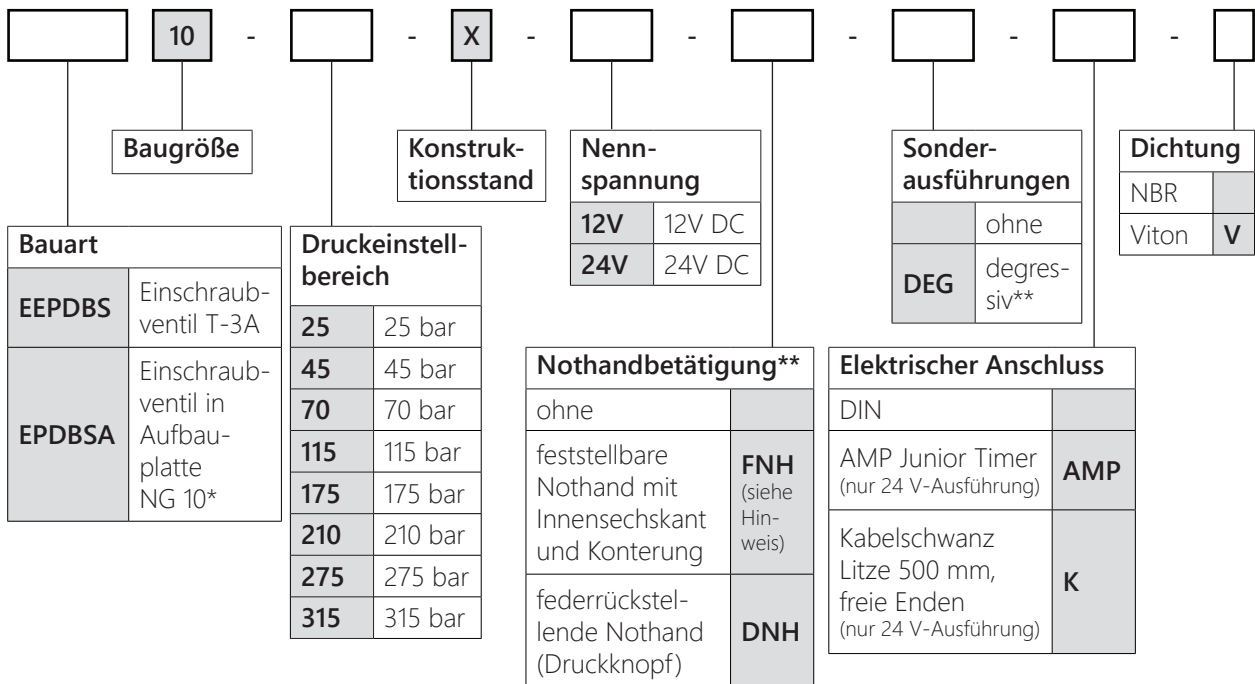 10 - - X - - - - -
Baugröße
Konstruk-
tionsstand
Nenn-
spannung
12V 12V DC
24V 24V DC
Sonder-
ausführungen
ohne
DEG degres-
siv**
Dichtung
NBR
Viton V
Bauart
EEPDBS Einschraub-
ventil T-3A
EPDBSA Einschraub-
ventil in
Aufbau-
platte
NG 10*
Druckeinstell-
bereich
25 25 bar
45 45 bar
70 70 bar
115 115 bar
175 175 bar
210 210 bar
275 275 bar
315 315 bar
Nothandbetätigung**
ohne
feststellbare
Nothand mit
Innensechskant
und Konterung
FNH
(siehe
Hin-
weis)
federrückstel-
lende Nothand
(Druckknopf)
DNH
Elektrischer Anschluss
DIN
AMP Junior Timer
(nur 24 V-Ausführung)
AMP
Kabelschwanz
Litze 500 mm,
freie Enden
(nur 24 V-Ausführung)
K